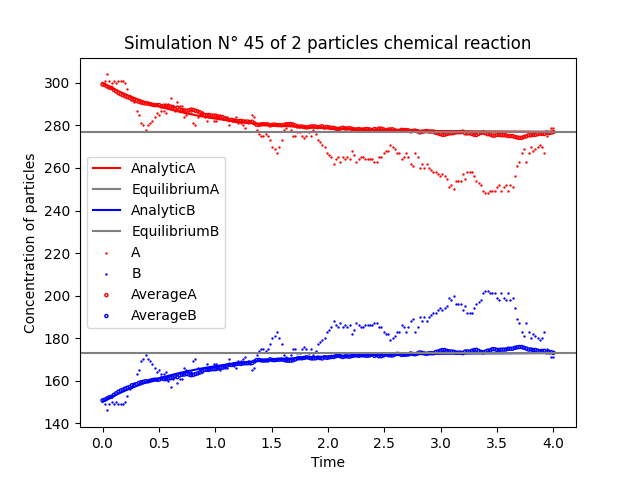 Simulation N° 45 of 2 particles chemical reaction
Concentration of particles
300
280
260
240
220
200
180
160
140
AnalyticA
EquilibriumA
AnalyticB
EquilibriumB
A
B
AverageA
AverageB
0.0 0.5 1.0 1.5 2.0 2.5 3.0 3.5 4.0
Time